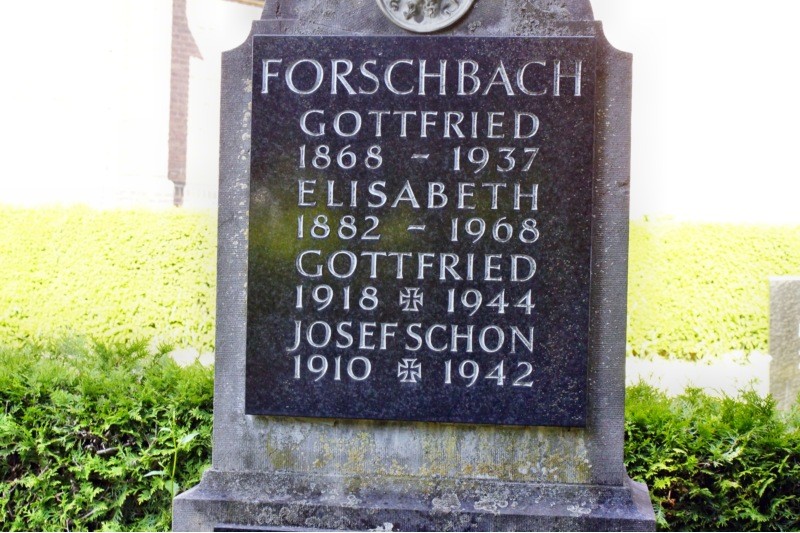 FORSCHBACH
GOTTFRIED
1868 - 1937
ELISABETH
1882 - 1968
GOTTFRIED
1918 ✠ 1944
JOSEF SCHON
1910 ✠ 1942